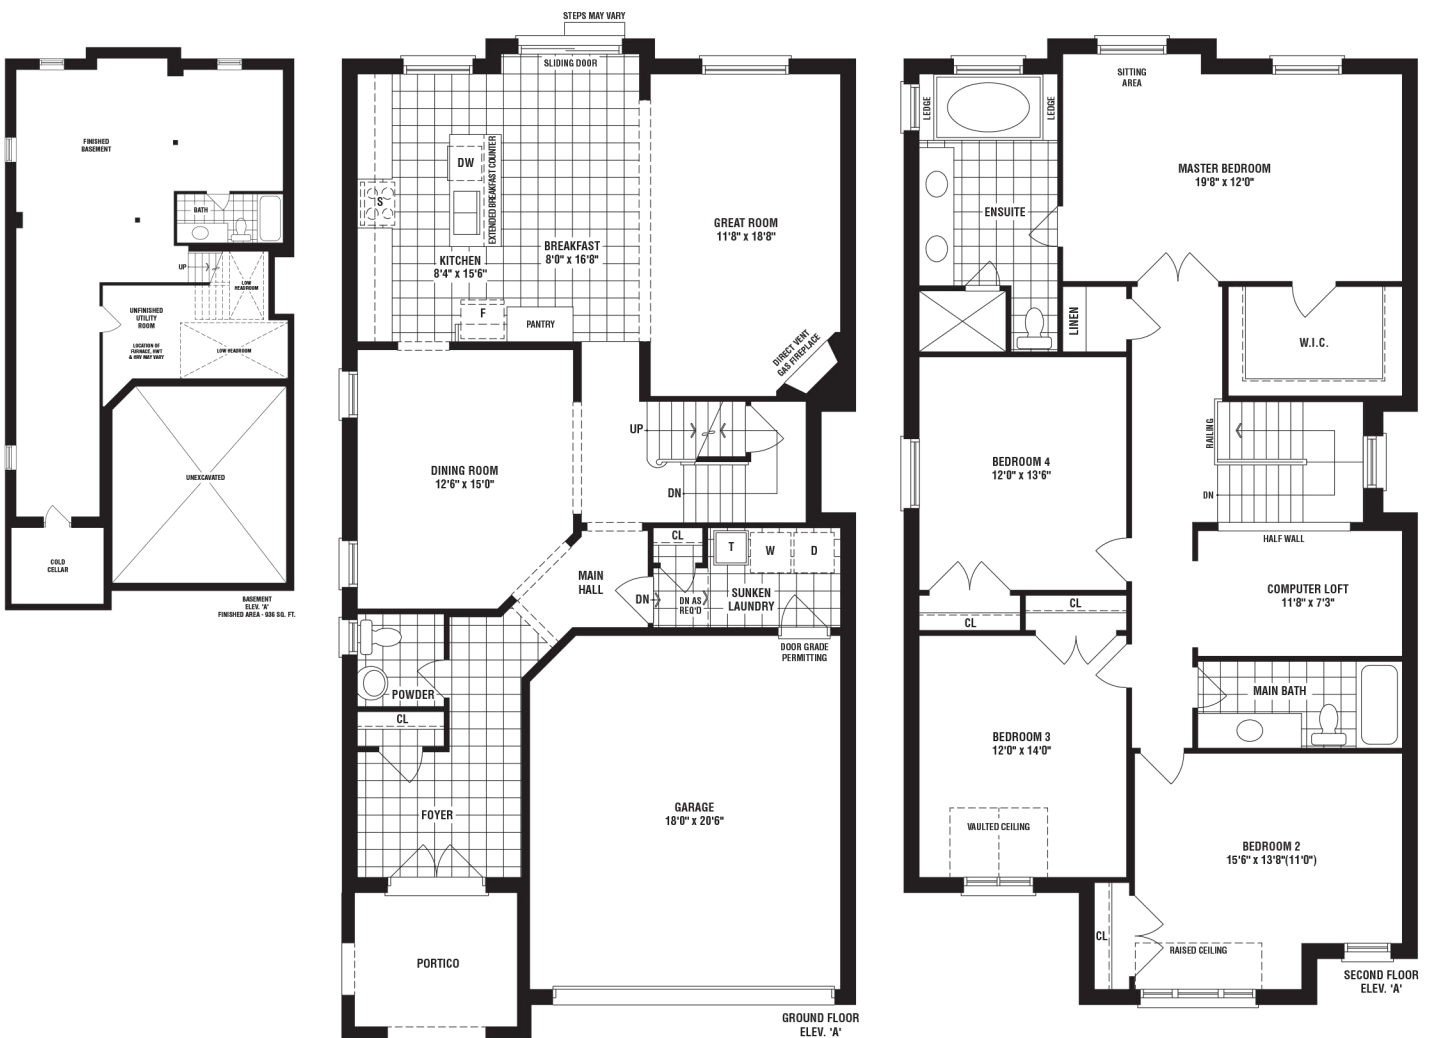 FINISHED
BASEMENT
BATH
UP
LOW
HEADROOM
UNFINISHED
UTILITY
ROOM
LOCATION OF
FURNACE, HWT
& HRV MAY VARY
LOW HEADROOM
UNEXCAVATED
COLD
CELLAR
BASEMENT
ELEV. 'A'
FINISHED AREA - 936 SQ. FT.
STEPS MAY VARY
SLIDING DOOR
DW
EXTENDED BREAKFAST COUNTER
S
KITCHEN
8'4" x 15'6"
BREAKFAST
8'0" x 16'8"
GREAT ROOM
11'8" x 18'8"
F
PANTRY
DIRECT VENT
GAS FIREPLACE
UP
DN
DINING ROOM
12'6" x 15'0"
CL
T
W
D
MAIN
HALL
DN
DN AS
REQ'D
SUNKEN
LAUNDRY
DOOR GRADE
PERMITTING
POWDER
CL
FOYER
GARAGE
18'0" x 20'6"
PORTICO
GROUND FLOOR
ELEV. 'A'
SITTING
AREA
LEDGE
LEDGE
MASTER BEDROOM
19'8" x 12'0"
ENSUITE
LINEN
W.I.C.
RAILING
DN
BEDROOM 4
12'0" x 13'6"
HALF WALL
COMPUTER LOFT
11'8" x 7'3"
CL
CL
MAIN BATH
BEDROOM 3
12'0" x 14'0"
VAULTED CEILING
BEDROOM 2
15'6" x 13'8"(11'0")
CL
RAISED CEILING
SECOND FLOOR
ELEV. 'A'